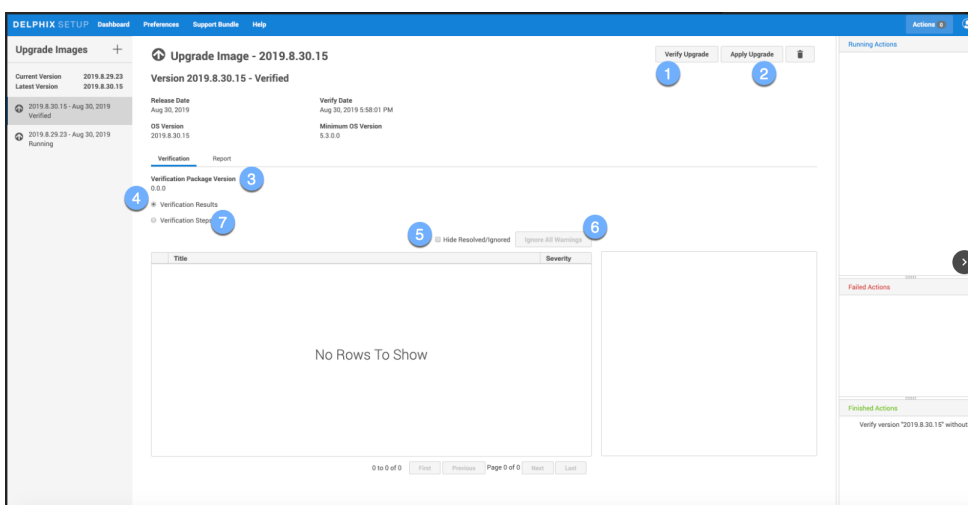 DELPHIX SETUP Dashboard Preferences Support Bundle Help Actions 0
Upgrade Images
Current Version 2019.8.29.23
Latest Version 2019.8.30.15
2019.8.30.15 - Aug 30, 2019
Verified
2019.8.29.23 - Aug 30, 2019
Running
Upgrade Image - 2019.8.30.15
Verify Upgrade Apply Upgrade
1 2
Version 2019.8.30.15 - Verified
Release Date Verify Date
Aug 30, 2019 Aug 30, 2019 5:58:01 PM
OS Version Minimum OS Version
2019.8.30.15 5.3.0.0
Verification Report
Verification Package Version 3
0.0.0
4 Verification Results
Verification Steps 7
5 Hide Resolved/Ignored Ignore All Warnings 6
Title Severity
No Rows To Show
0 to 0 of 0 First Previous Page 0 of 0 Next Last
Running Actions
Failed Actions
Finished Actions
Verify version "2019.8.30.15" without